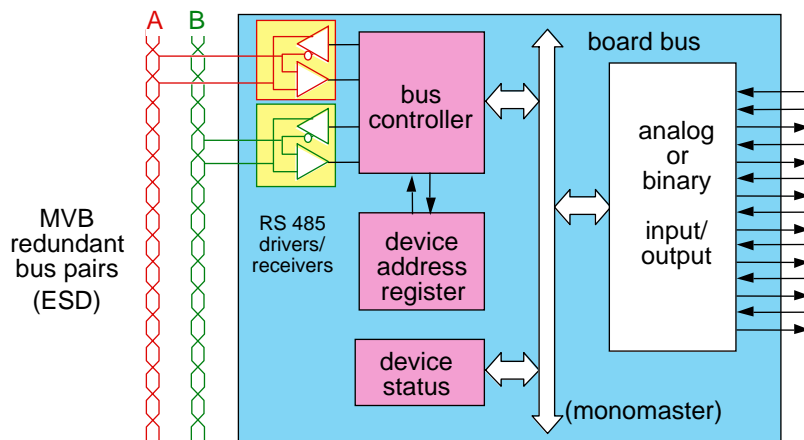 A B
MVB
redundant
bus pairs
(ESD)
RS 485
drivers/
receivers
bus
controller
device
address
register
device
status
board bus
(monomaster)
analog
or
binary
input/
output